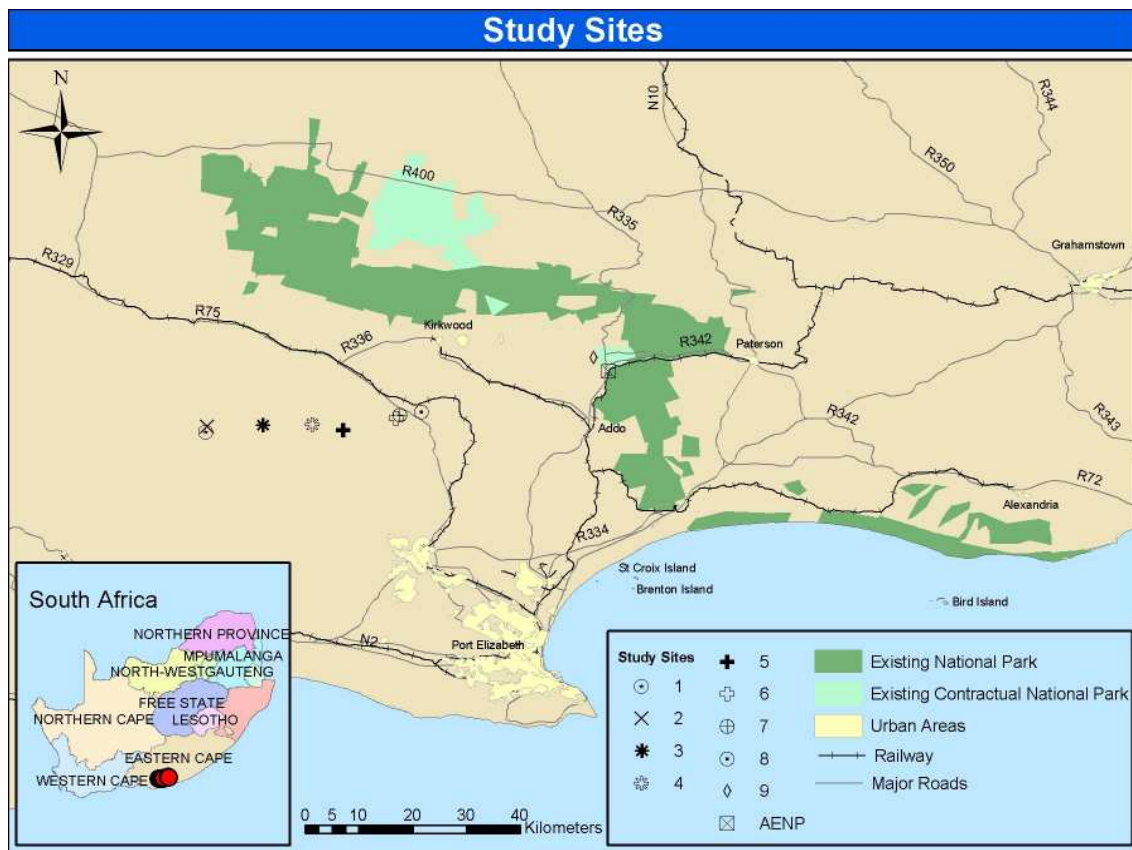 Study Sites
N
N10
R344
R350
R400
R335
Grahamstown
R329
R75
R336
Kirkwood
R342
Paterson
Addo
R342
R343
R72
Alexandria
R334
St Croix Island
Brenton Island
Bird Island
N2
Port Elizabeth
South Africa
NORTHERN PROVINCE
MPUMALANGA
NORTH-WESTGAUTENG
FREE STATE
NORTHERN CAPE
LESOTHO
EASTERN CAPE
WESTERN CAPE
0 5 10 20 30 40
Kilometers
Study Sites
1
2
3
4
5
6
7
8
9
AENP
Existing National Park
Existing Contractual National Park
Urban Areas
Railway
Major Roads